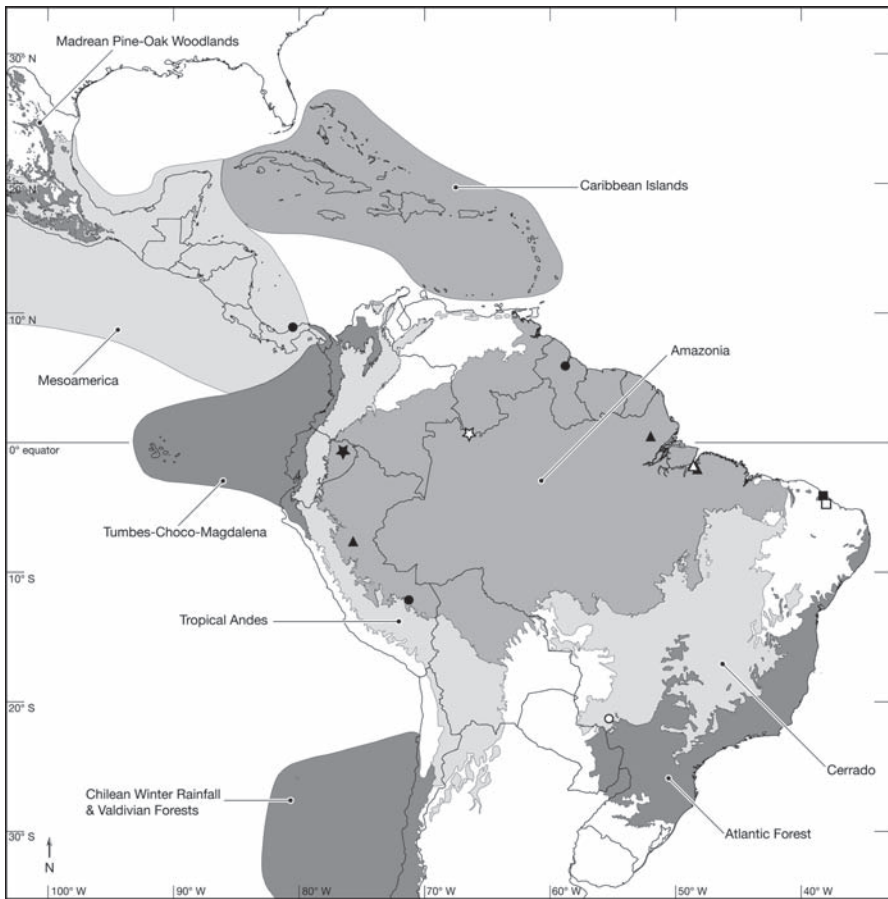 30° N
Madrean Pine-Oak Woodlands
20° N
Caribbean Islands
10° N
Mesoamerica
Amazonia
0° equator
Tumbes-Choco-Magdalena
10° S
Tropical Andes
20° S
Cerrado
Chilean Winter Rainfall
& Valdivian Forests
Atlantic Forest
30° S
N
100° W 90° W 80° W 70° W 60° W 50° W 40° W